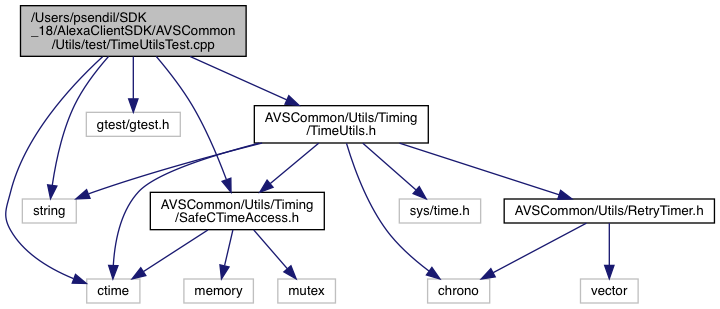 /Users/psendil/SDK
_18/AlexaClientSDK/AVSCommon
/Utils/test/TimeUtilsTest.cpp
gtest/gtest.h
AVSCommon/Utils/Timing
/TimeUtils.h
string
AVSCommon/Utils/Timing
/SafeCTimeAccess.h
sys/time.h
AVSCommon/Utils/RetryTimer.h
ctime
memory
mutex
chrono
vector